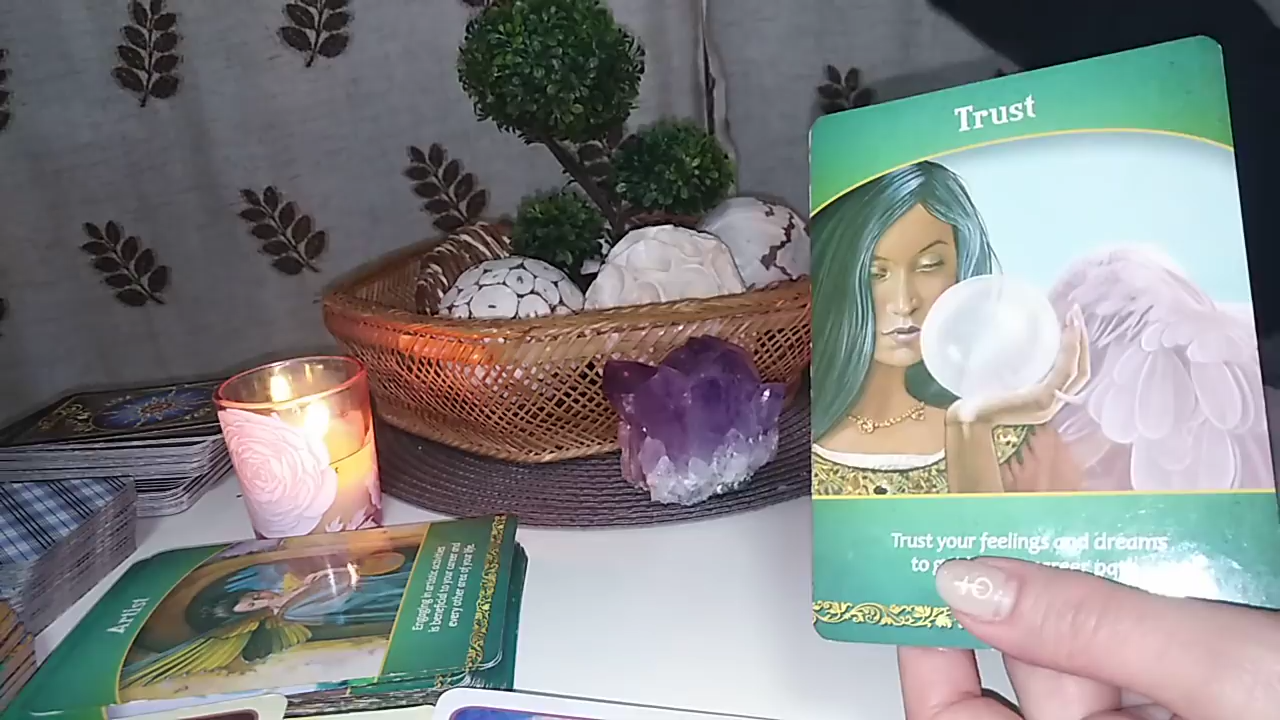 Trust
Trust your feelings and dreams
to
Artist
Engaging in artistic activities
is beneficial to your career and
every other area of your life.